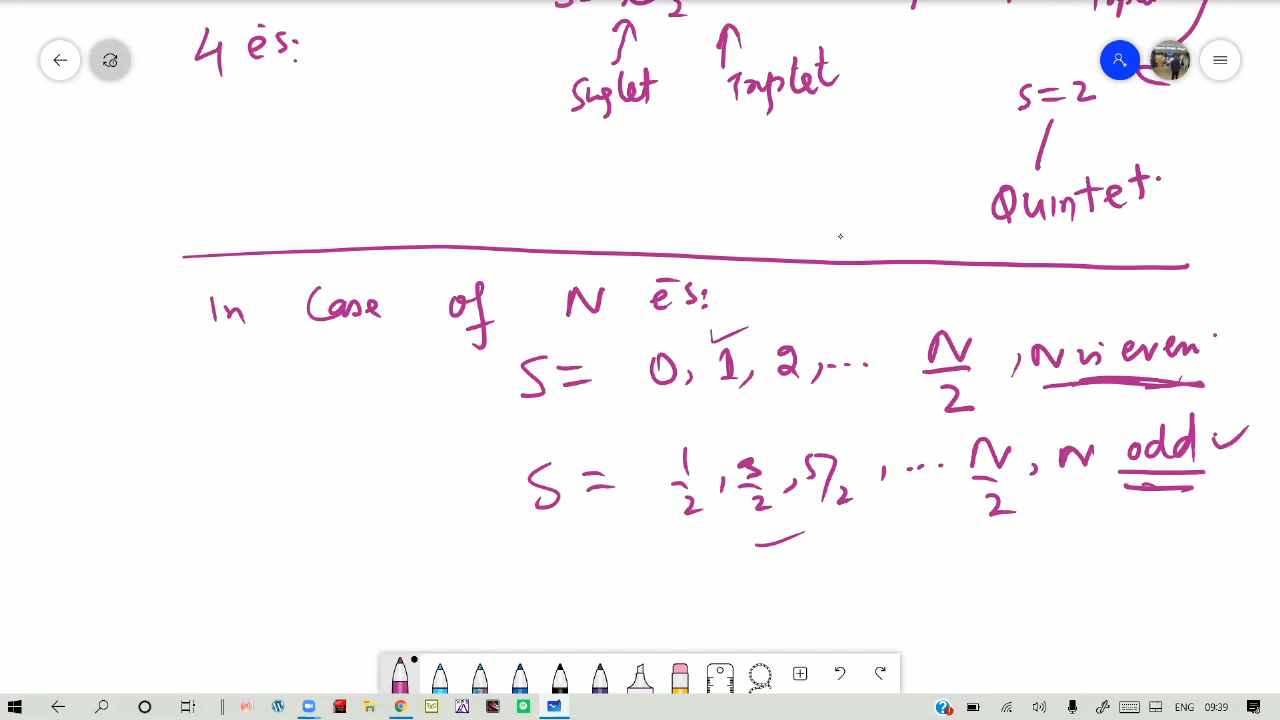 4 ēs:
Singlet Triplet
s=2
Quintet.
In Case of N ēs:
S= 0, 1, 2, ... N/2 , N is even.
S= 1/2, 3/2, 5/2, ... N/2, N odd
ENG 09:39